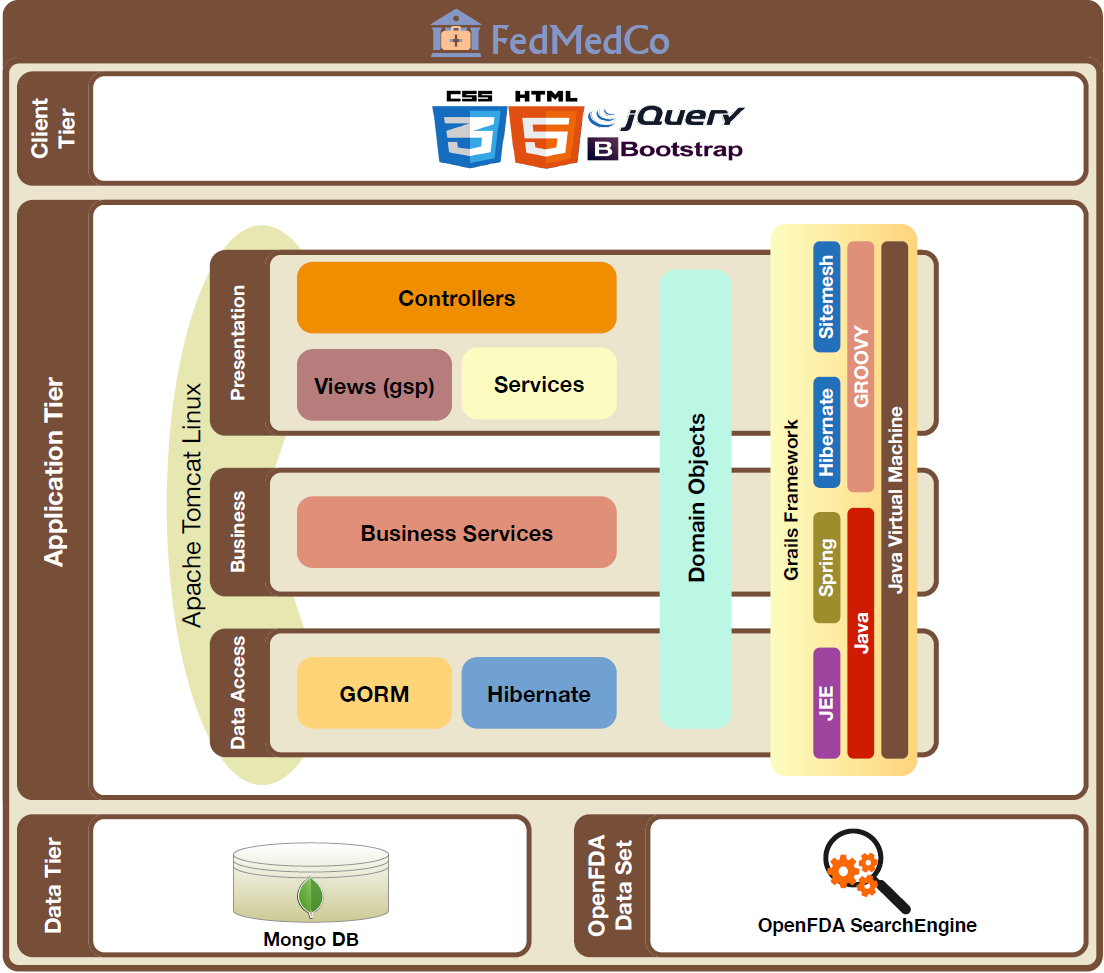 FedMedCo
Client
Tier
CSS
HTML
jQuery
B Bootstrap
Application Tier
Apache Tomcat Linux
Presentation
Controllers
Views (gsp)
Services
Business
Business Services
Data Access
GORM
Hibernate
Domain Objects
Grails Framework
Sitemesh
Hibernate
Spring
JEE
GROOVY
Java
Java Virtual Machine
Data Tier
Mongo DB
OpenFDA
Data Set
OpenFDA SearchEngine